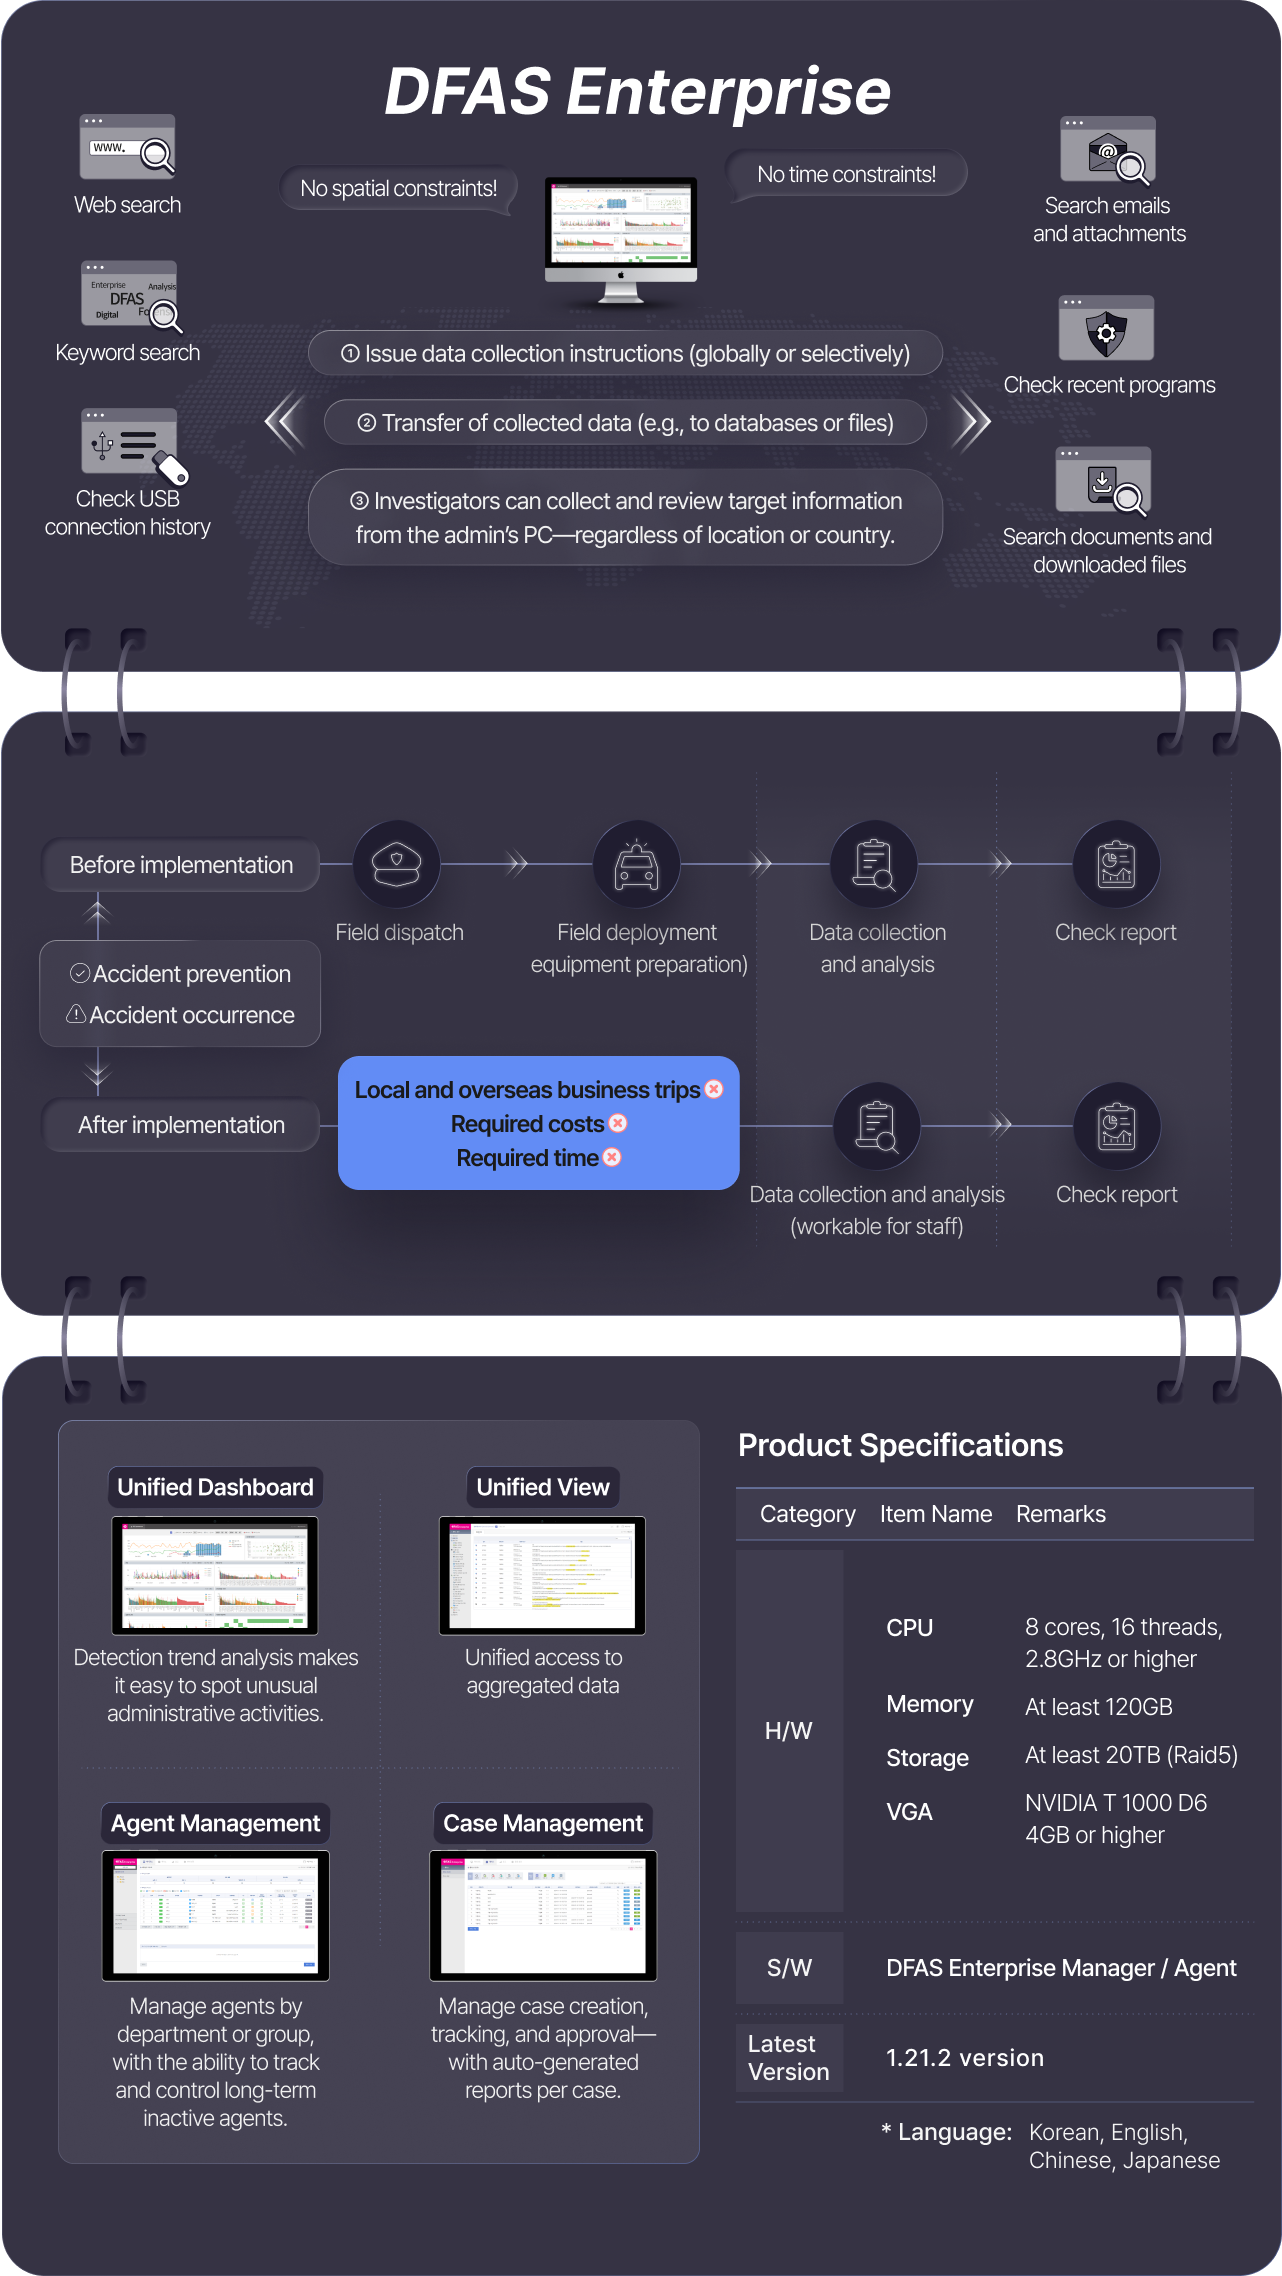 DFAS Enterprise
www.
Web search
No spatial constraints!
No time constraints!
Search emails
and attachments
Enterprise
Analysis
DFAS
Digital
Keyword search
Check recent programs
① Issue data collection instructions (globally or selectively)
② Transfer of collected data (e.g., to databases or files)
③ Investigators can collect and review target information
from the admin's PC—regardless of location or country.
Check USB
connection history
Search documents and
downloaded files
Before implementation
Field dispatch
Field deployment
equipment preparation)
Data collection
and analysis
Check report
Accident prevention
Accident occurrence
After implementation
Local and overseas business trips
Required costs
Required time
Data collection and analysis
(workable for staff)
Check report
Unified Dashboard
Detection trend analysis makes
it easy to spot unusual
administrative activities.
Unified View
Unified access to
aggregated data
Agent Management
Manage agents by
department or group,
with the ability to track
and control long-term
inactive agents.
Case Management
Manage case creation,
tracking, and approval—
with auto-generated
reports per case.
Product Specifications
Category Item Name Remarks
H/W
CPU
8 cores, 16 threads,
2.8GHz or higher
Memory
At least 120GB
Storage
At least 20TB (Raid5)
VGA
NVIDIA T 1000 D6
4GB or higher
S/W
DFAS Enterprise Manager / Agent
Latest
Version
1.21.2 version
* Language: Korean, English,
Chinese, Japanese